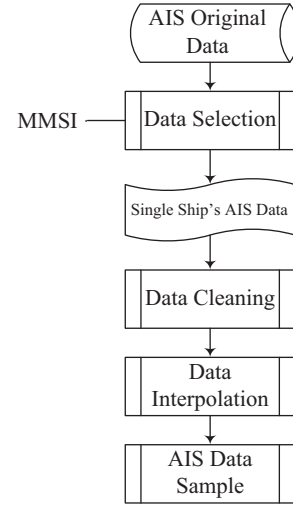 AIS Original
Data
MMSI
Data Selection
Single Ship's AIS Data
Data Cleaning
Data
Interpolation
AIS Data
Sample